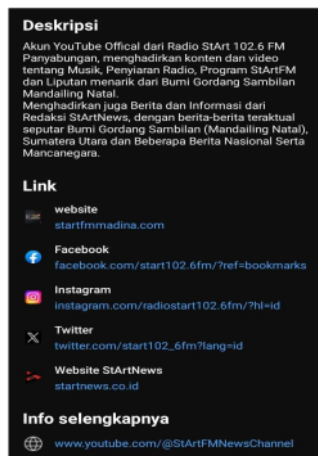 Deskripsi
Akun YouTube Offical dari Radio StArt 102.6 FM
Panyabungan, menghadirkan konten dan video
tentang Musik, Penyiaran Radio, Program StArtFM
dan Liputan menarik dari Bumi Gordang Sambilan
Mandailing Natal.
Menghadirkan juga Berita dan Informasi dari
Redaksi StArtNews, dengan berita-berita teraktual
seputar Bumi Gordang Sambilan (Mandailing Natal),
Sumatera Utara dan Beberapa Berita Nasional Serta
Mancanegara.
Link
website
startfmmadina.com
Facebook
facebook.com/start102.6fm/?ref=bookmarks
Instagram
instagram.com/radiostart102.6fm/?hl=id
Twitter
twitter.com/start102_6fm?lang=id
Website StArtNews
startnews.co.id
Info selengkapnya
www.youtube.com/@StArtFMNewsChannel